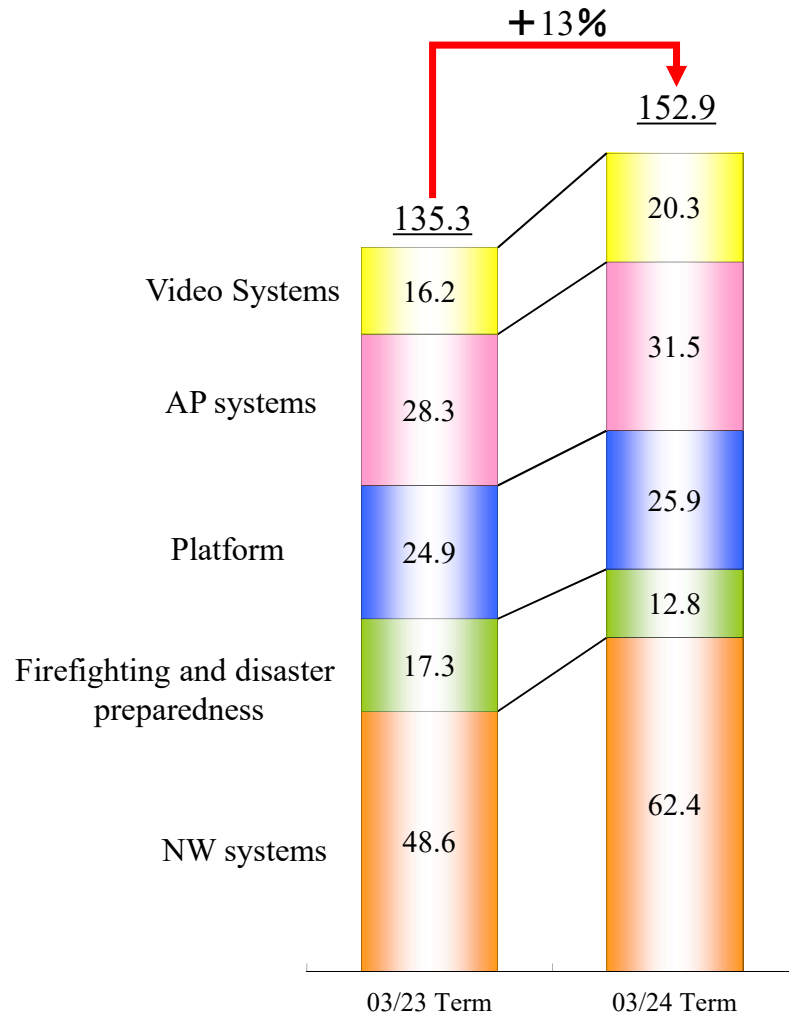 +13%
152.9
135.3
20.3
Video Systems
16.2
31.5
AP systems
28.3
25.9
Platform
24.9
12.8
Firefighting and disaster
preparedness
17.3
62.4
NW systems
48.6
03/23 Term
03/24 Term